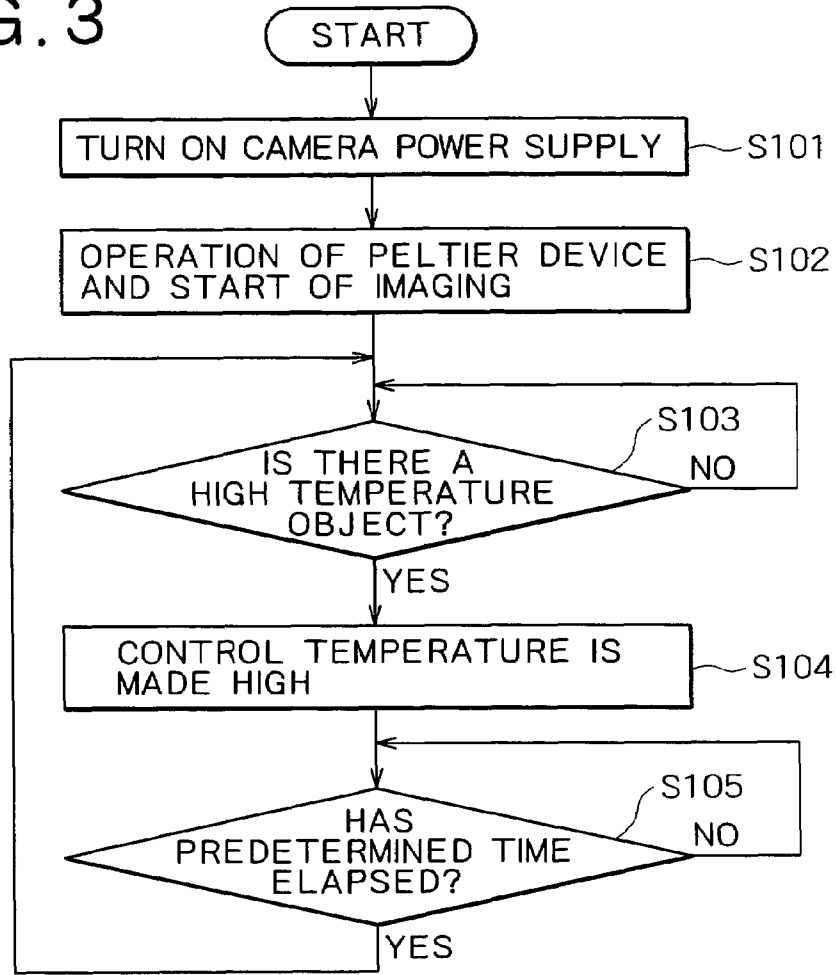 G.3
START
TURN ON CAMERA POWER SUPPLY
S101
OPERATION OF PELTIER DEVICE
AND START OF IMAGING
S102
S103
IS THERE A
HIGH TEMPERATURE
OBJECT?
NO
YES
CONTROL TEMPERATURE IS
MADE HIGH
S104
S105
HAS
PREDETERMINED TIME
ELAPSED?
NO
YES